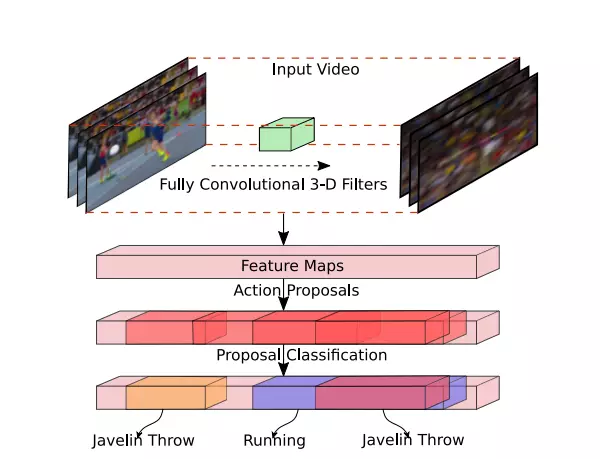 Input Video
Fully Convolutional 3-D Filters
Feature Maps
Action Proposals
Proposal Classification
Javelin Throw
Running
Javelin Throw